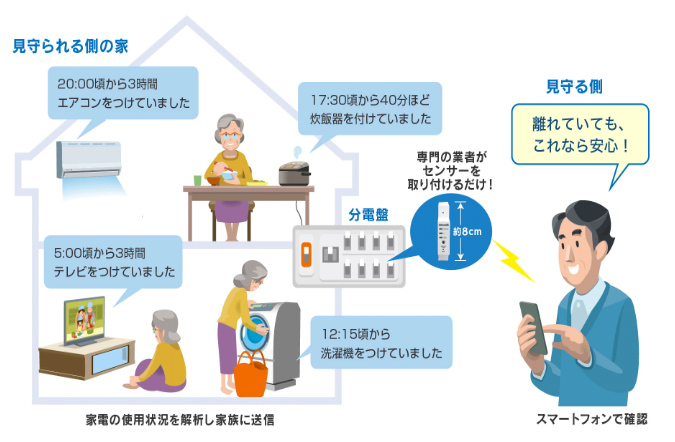 見守られる側の家
20:00頃から3時間
エアコンをつけていました
17:30頃から40分ほど
炊飯器を付けていました
見守る側
離れていても、
これなら安心！
専門の業者が
センサーを
取り付けるだけ！
分電盤
約8cm
5:00頃から3時間
テレビをつけていました
12:15頃から
洗濯機をつけていました
家電の使用状況を解析し家族に送信
スマートフォンで確認